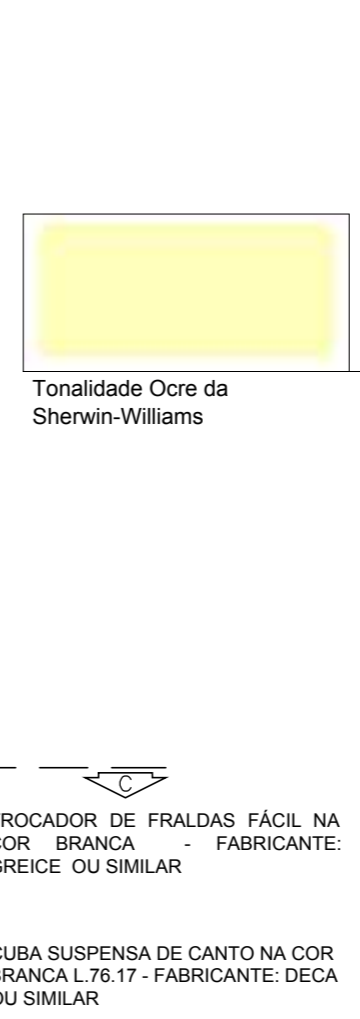 Tonalidade Ocre da
Sherwin-Williams
C
TROCADOR DE FRALDAS FÁCIL NA
COR BRANCA - FABRICANTE:
GREICE OU SIMILAR
CUBA SUSPENSA DE CANTO NA COR
BRANCA L.76.17 - FABRICANTE: DECA
OU SIMILAR